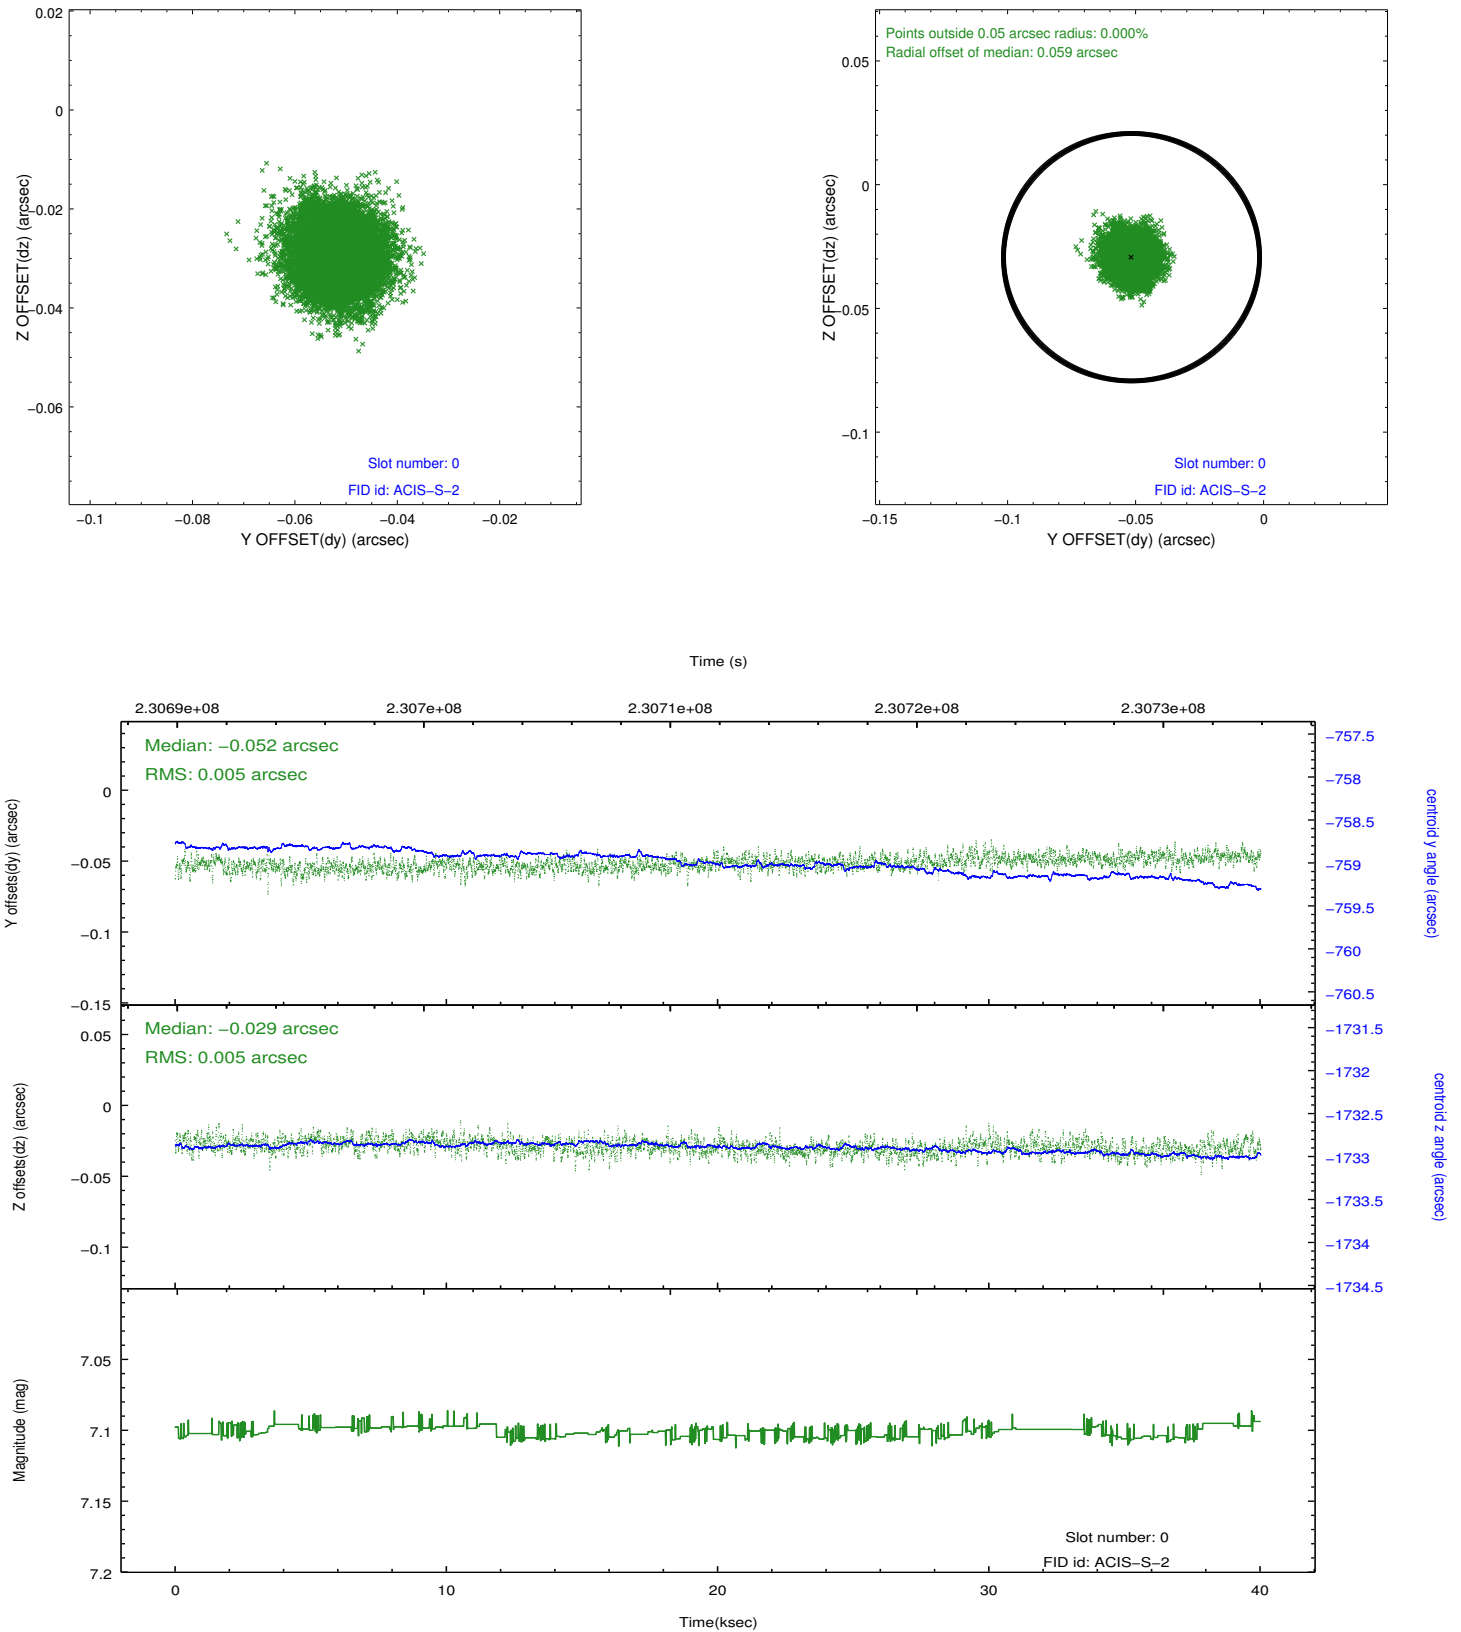 0.02
0
−0.02
−0.04
−0.06
Z OFFSET(dz) (arcsec)
Slot number: 0
FID id: ACIS−S−2
−0.1 −0.08 −0.06 −0.04 −0.02
Y OFFSET(dy) (arcsec)
Points outside 0.05 arcsec radius: 0.000%
Radial offset of median: 0.059 arcsec
0.05
0
−0.05
−0.1
Z OFFSET(dz) (arcsec)
Slot number: 0
FID id: ACIS−S−2
−0.15 −0.1 −0.05 0
Y OFFSET(dy) (arcsec)
Time (s)
2.3069e+08 2.307e+08 2.3071e+08 2.3072e+08 2.3073e+08
Median: −0.052 arcsec
RMS: 0.005 arcsec
0
−0.05
−0.1
−0.15
Y offsets(dy) (arcsec)
−757.5
−758
−758.5
−759
−759.5
−760
−760.5
centroid y angle (arcsec)
Median: −0.029 arcsec
RMS: 0.005 arcsec
0.05
0
−0.05
−0.1
Z offsets(dz) (arcsec)
−1731.5
−1732
−1732.5
−1733
−1733.5
−1734
−1734.5
centroid z angle (arcsec)
7.05
7.1
7.15
7.2
Magnitude (mag)
Slot number: 0
FID id: ACIS−S−2
0 10 20 30 40
Time(ksec)